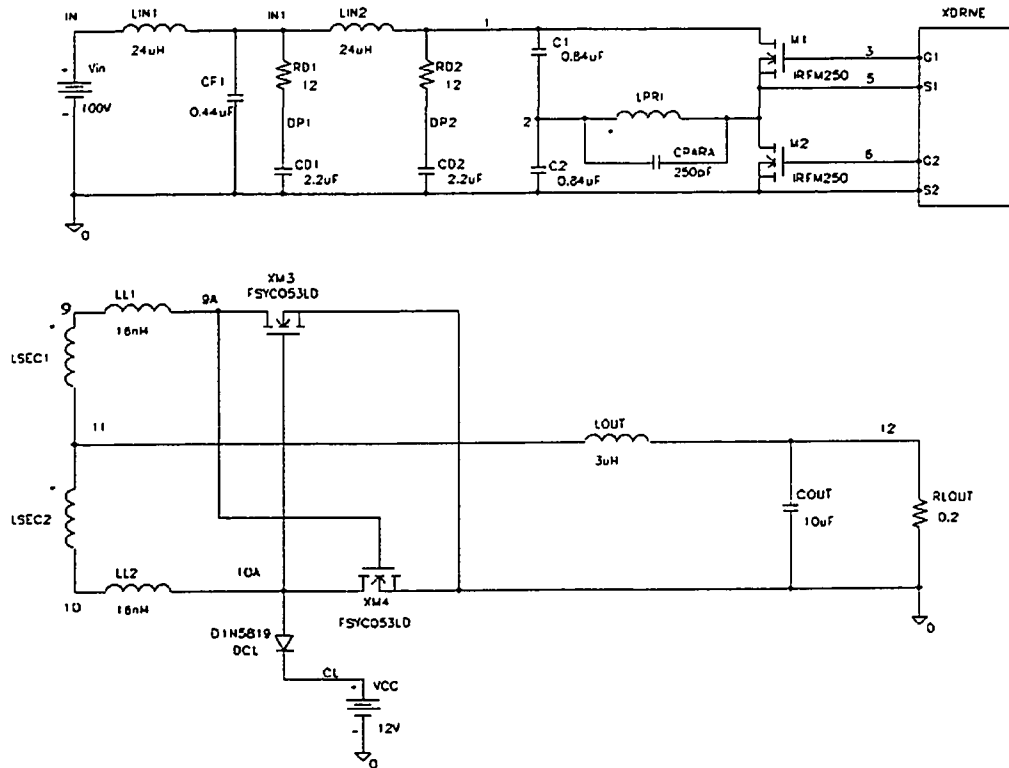 IN
LIN1
24uH
IN1
LIN2
24uH
1
XDRIVE
Vin
100V
CF1
0.44uF
RD1
12
DP1
CD1
2.2uF
RD2
12
DP2
CD2
2.2uF
C1
0.84uF
2
LPRI
CPARA
250pF
C2
0.84uF
M1
IRFM250
3
5
M2
IRFM250
6
G1
S1
G2
S2
0
XM3
FSYC053LD
9
LL1
16nH
9A
LSEC1
11
LOUT
3uH
12
COUT
10uF
RLOUT
0.2
LSEC2
LL2
16nH
10
10A
XM4
FSYC053LD
D1N5819
DCL
CL
VCC
12V
0
0